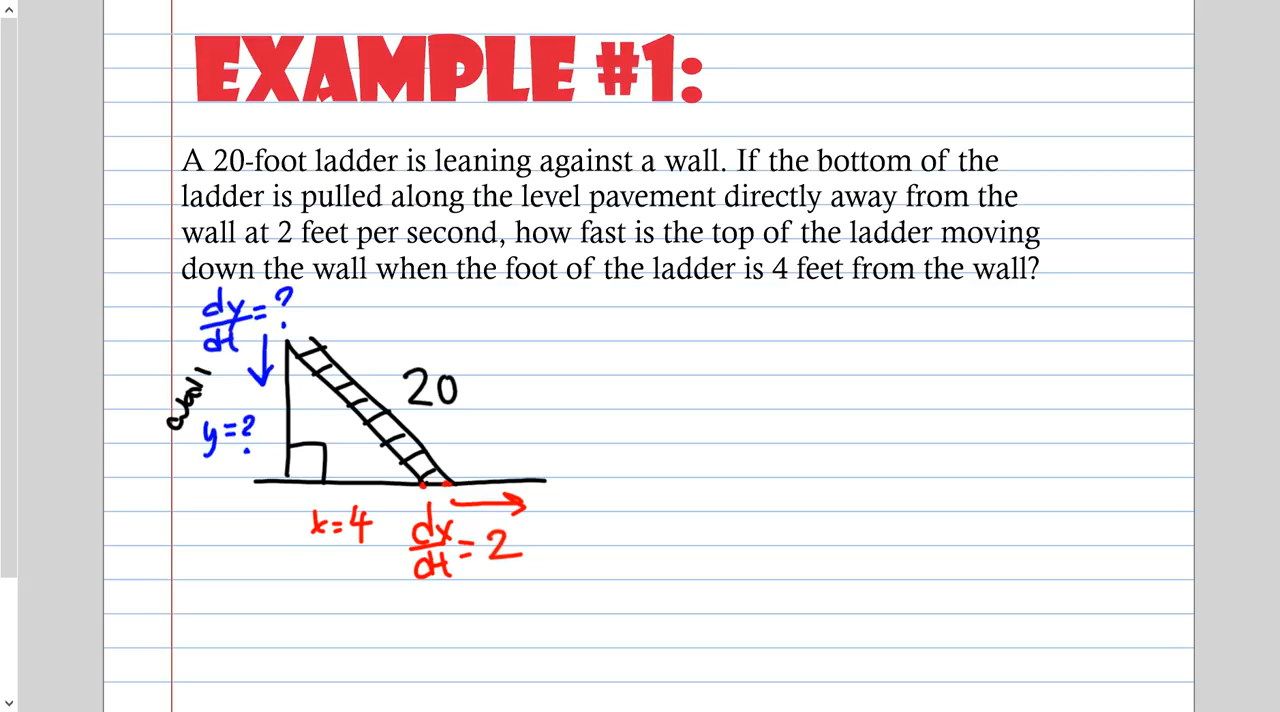 EXAMPLE #1:
A 20-foot ladder is leaning against a wall. If the bottom of the
ladder is pulled along the level pavement directly away from the
wall at 2 feet per second, how fast is the top of the ladder moving
down the wall when the foot of the ladder is 4 feet from the wall?
dy/dt = ?
wall
20
y = ?
x = 4
dx/dt = 2